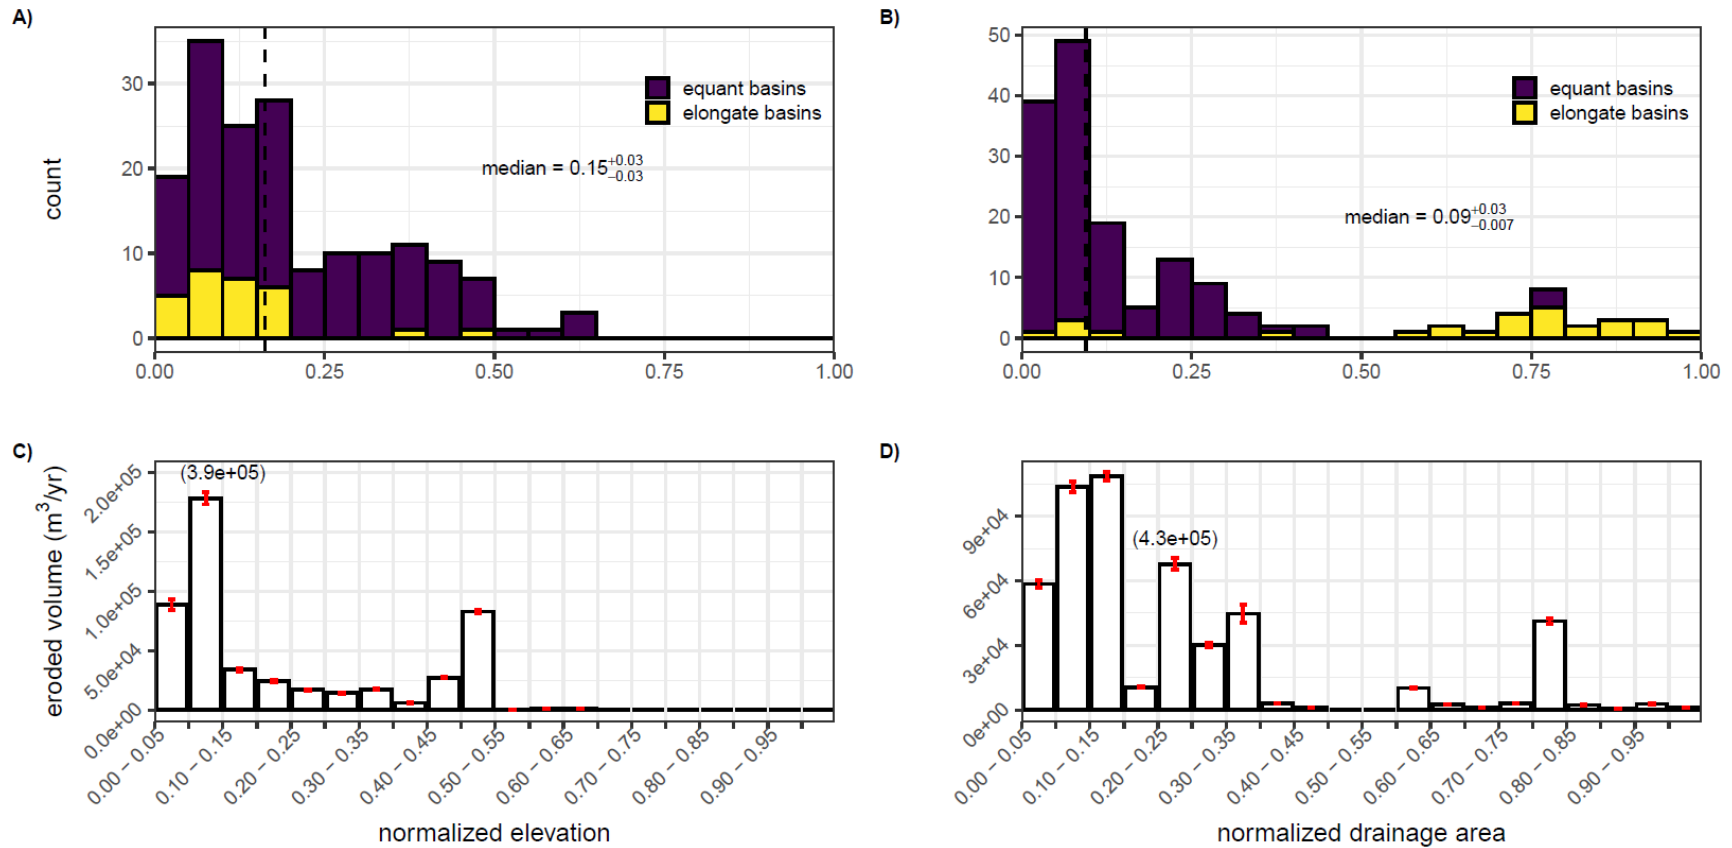 A)
30
20
10
0
count
equant basins
elongate basins
median = 0.15 +0.03 −0.03
0.00 0.25 0.50 0.75 1.00
B)
50
40
30
20
10
0
equant basins
elongate basins
median = 0.09 +0.03 −0.007
0.00 0.25 0.50 0.75 1.00
C)
(3.9e+05)
2.0e+05
1.5e+05
1.0e+05
5.0e+04
0.0e+00
eroded volume (m³/yr)
0.00 − 0.05
0.10 − 0.15
0.20 − 0.25
0.30 − 0.35
0.40 − 0.45
0.50 − 0.55
0.60 − 0.65
0.70 − 0.75
0.80 − 0.85
0.90 − 0.95
normalized elevation
D)
(4.3e+05)
9e+04
6e+04
3e+04
0e+00
0.00 − 0.05
0.10 − 0.15
0.20 − 0.25
0.30 − 0.35
0.40 − 0.45
0.50 − 0.55
0.60 − 0.65
0.70 − 0.75
0.80 − 0.85
0.90 − 0.95
normalized drainage area